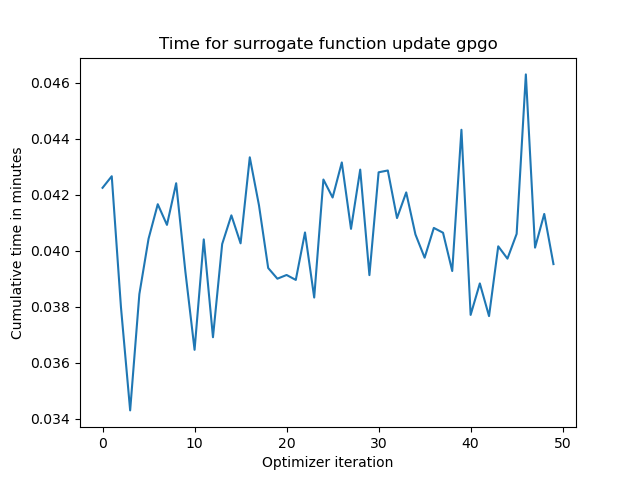 Time for surrogate function update gpgo
Cumulative time in minutes
0.046
0.044
0.042
0.040
0.038
0.036
0.034
0 10 20 30 40 50
Optimizer iteration